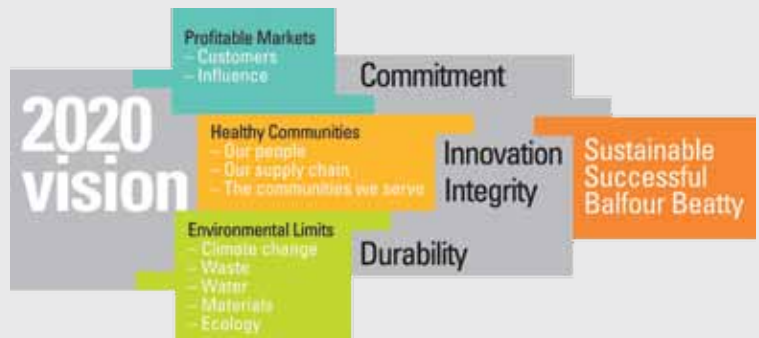 2020
vision
Profitable Markets
– Customers
– Influence
Healthy Communities
– Our people
– Our supply chain
– The communities we serve
Environmental Limits
– Climate change
– Waste
– Water
– Materials
– Ecology
Commitment
Innovation
Integrity
Durability
Sustainable
Successful
Balfour Beatty